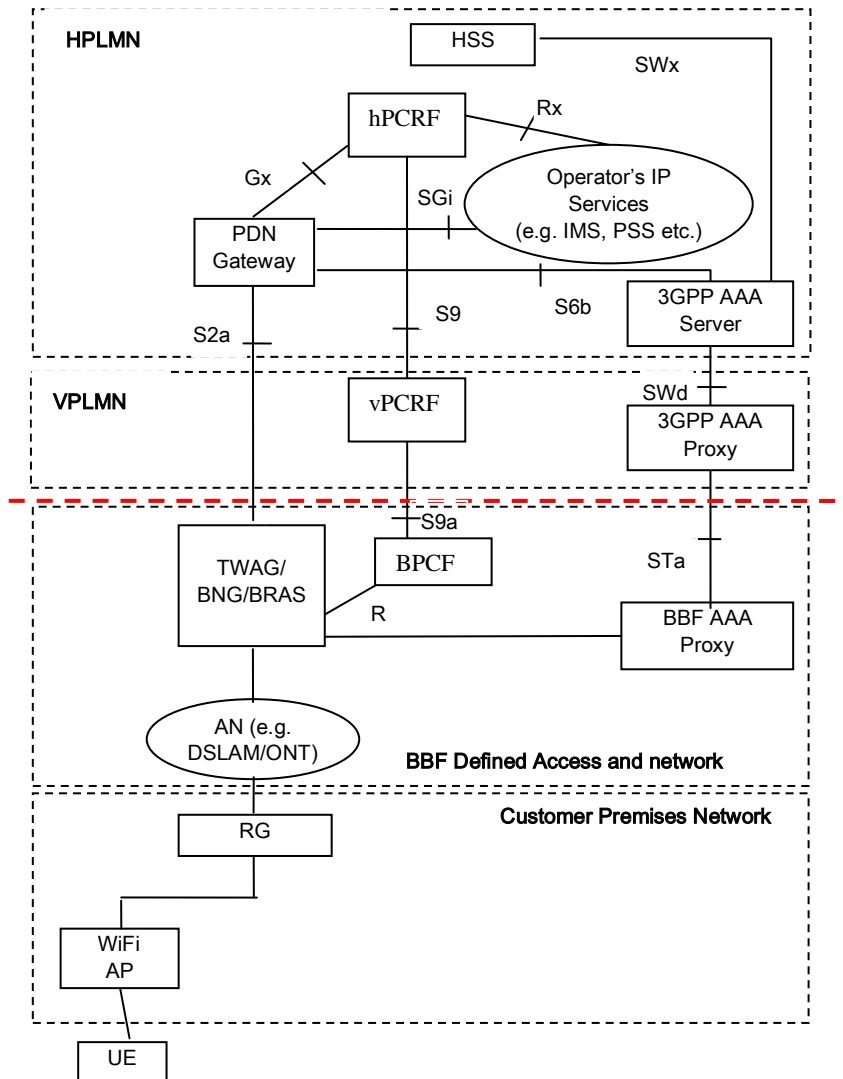 HPLMN
HSS
SWx
hPCRF
Rx
Gx
Operator's IP
Services
(e.g. IMS, PSS etc.)
SGi
PDN
Gateway
3GPP AAA
Server
S2a
S9
S6b
VPLMN
vPCRF
SWd
3GPP AAA
Proxy
S9a
TWAG/
BNG/BRAS
BPCF
STa
R
BBF AAA
Proxy
AN (e.g.
DSLAM/ONT)
BBF Defined Access and network
Customer Premises Network
RG
WiFi
AP
UE